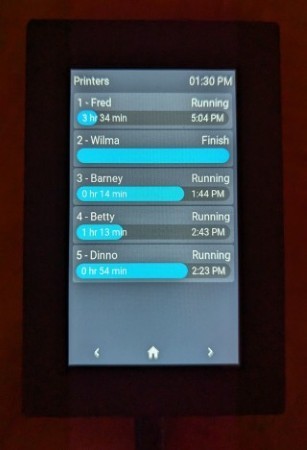 Printers 01:30 PM
1 - Fred Running
3 hr 34 min 5:04 PM
2 - Wilma Finish
3 - Barney Running
0 hr 14 min 1:44 PM
4 - Betty Running
1 hr 13 min 2:43 PM
5 - Dinno Running
0 hr 54 min 2:23 PM